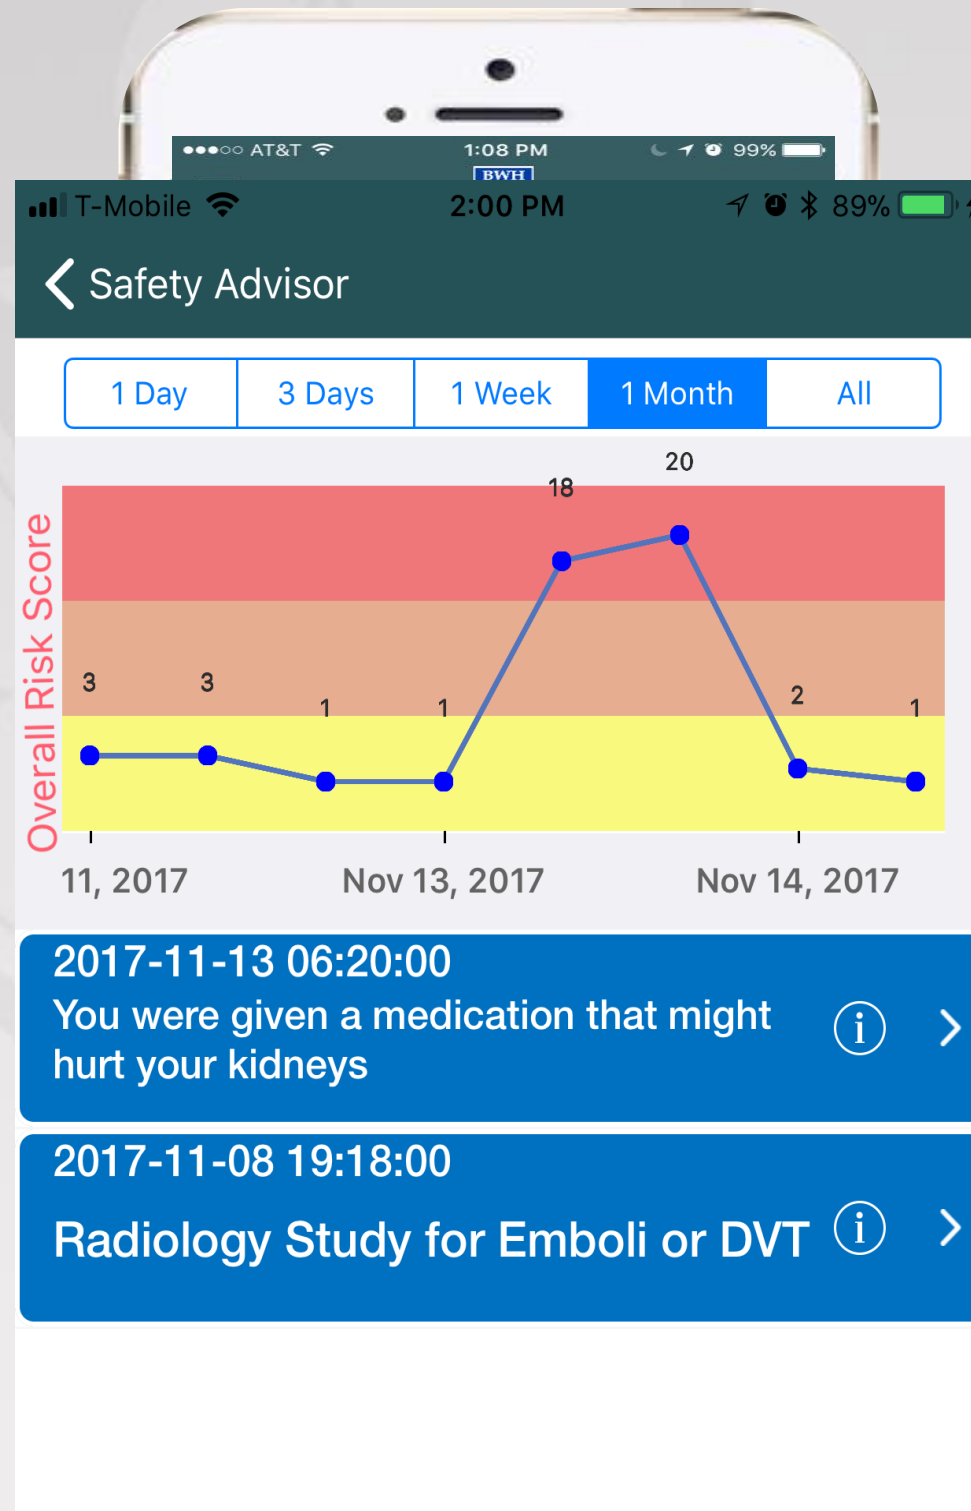 ●●●○○ AT&T 1:08 PM 99%
BWH
T-Mobile 2:00 PM 89%
Safety Advisor
1 Day 3 Days 1 Week 1 Month All
Overall Risk Score
20
18
3 3 1 1 2 1
11, 2017 Nov 13, 2017 Nov 14, 2017
2017-11-13 06:20:00
You were given a medication that might
hurt your kidneys
2017-11-08 19:18:00
Radiology Study for Emboli or DVT